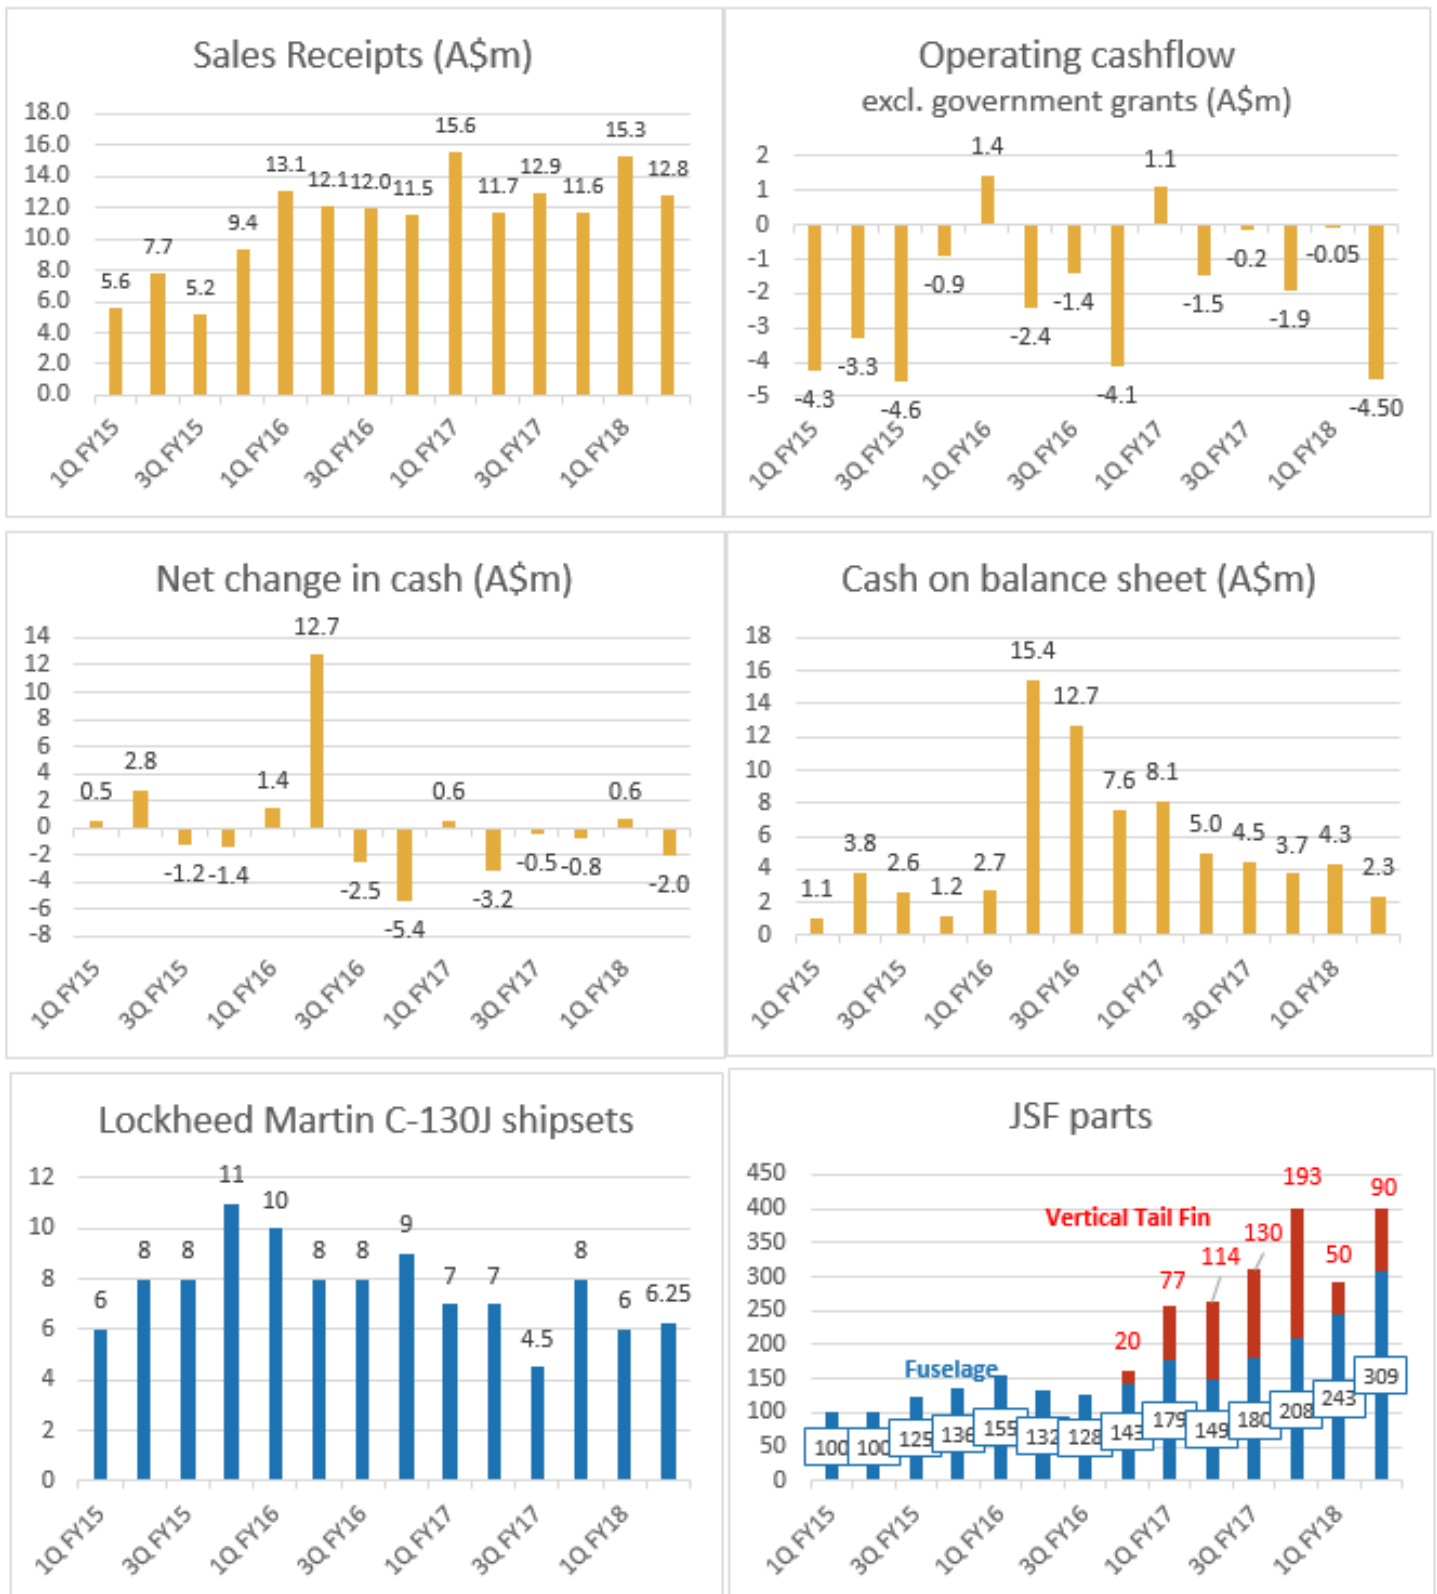 Sales Receipts (A$m)
18.0
16.0
14.0
12.0
10.0
8.0
6.0
4.0
2.0
0.0
5.6
7.7
5.2
9.4
13.1
12.1
12.0
11.5
15.6
11.7
12.9
11.6
15.3
12.8
1Q FY15
3Q FY15
1Q FY16
3Q FY16
1Q FY17
3Q FY17
1Q FY18
Operating cashflow
excl. government grants (A$m)
2
1
0
-1
-2
-3
-4
-5
-4.3
-3.3
-4.6
-0.9
1.4
-2.4
-1.4
-4.1
1.1
-1.5
-0.2
-1.9
-0.05
-4.50
1Q FY15
3Q FY15
1Q FY16
3Q FY16
1Q FY17
3Q FY17
1Q FY18
Net change in cash (A$m)
14
12
10
8
6
4
2
0
-2
-4
-6
-8
0.5
2.8
-1.2
-1.4
1.4
12.7
-2.5
-5.4
0.6
-3.2
-0.5
-0.8
0.6
-2.0
1Q FY15
3Q FY15
1Q FY16
3Q FY16
1Q FY17
3Q FY17
1Q FY18
Cash on balance sheet (A$m)
18
16
14
12
10
8
6
4
2
0
1.1
3.8
2.6
1.2
2.7
15.4
12.7
7.6
8.1
5.0
4.5
3.7
4.3
2.3
1Q FY15
3Q FY15
1Q FY16
3Q FY16
1Q FY17
3Q FY17
1Q FY18
Lockheed Martin C-130J shipsets
12
10
8
6
4
2
0
6
8
8
11
10
8
8
9
7
7
4.5
8
6
6.25
1Q FY15
3Q FY15
1Q FY16
3Q FY16
1Q FY17
3Q FY17
1Q FY18
JSF parts
450
400
350
300
250
200
150
100
50
0
Vertical Tail Fin
20
77
114
130
193
50
90
Fuselage
100
100
125
136
155
132
128
143
179
149
180
208
243
309
1Q FY15
3Q FY15
1Q FY16
3Q FY16
1Q FY17
3Q FY17
1Q FY18